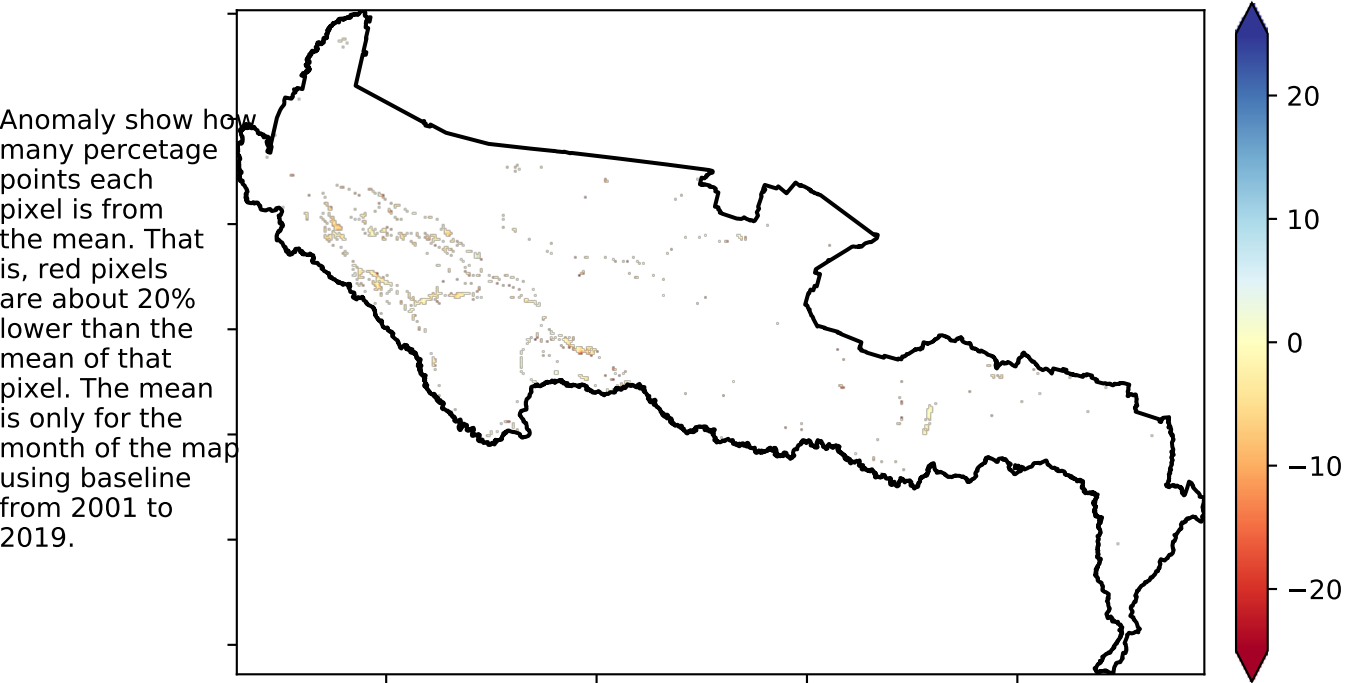 Anomaly show how
many percetage
points each
pixel is from
the mean. That
is, red pixels
are about 20%
lower than the
mean of that
pixel. The mean
is only for the
month of the map
using baseline
from 2001 to
2019.
20
10
0
−10
−20